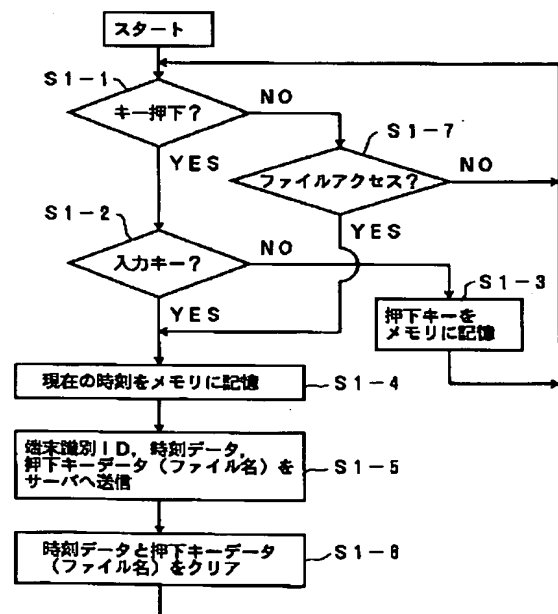 スタート
S1-1
キー押下?
NO
S1-7
YES
ファイルアクセス?
NO
S1-2
YES
入力キー?
NO
S1-3
YES
押下キーを
メモリに記憶
現在の時刻をメモリに記憶
S1-4
端末識別ID,時刻データ,
押下キーデータ(ファイル名)を
サーバへ送信
S1-5
時刻データと押下キーデータ
(ファイル名)をクリア
S1-6